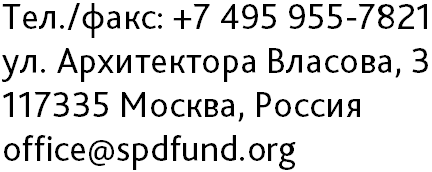 Тел./факс: +7 495 955-7821
ул. Архитектора Власова, 3
117335 Москва, Россия
office@spdfund.org